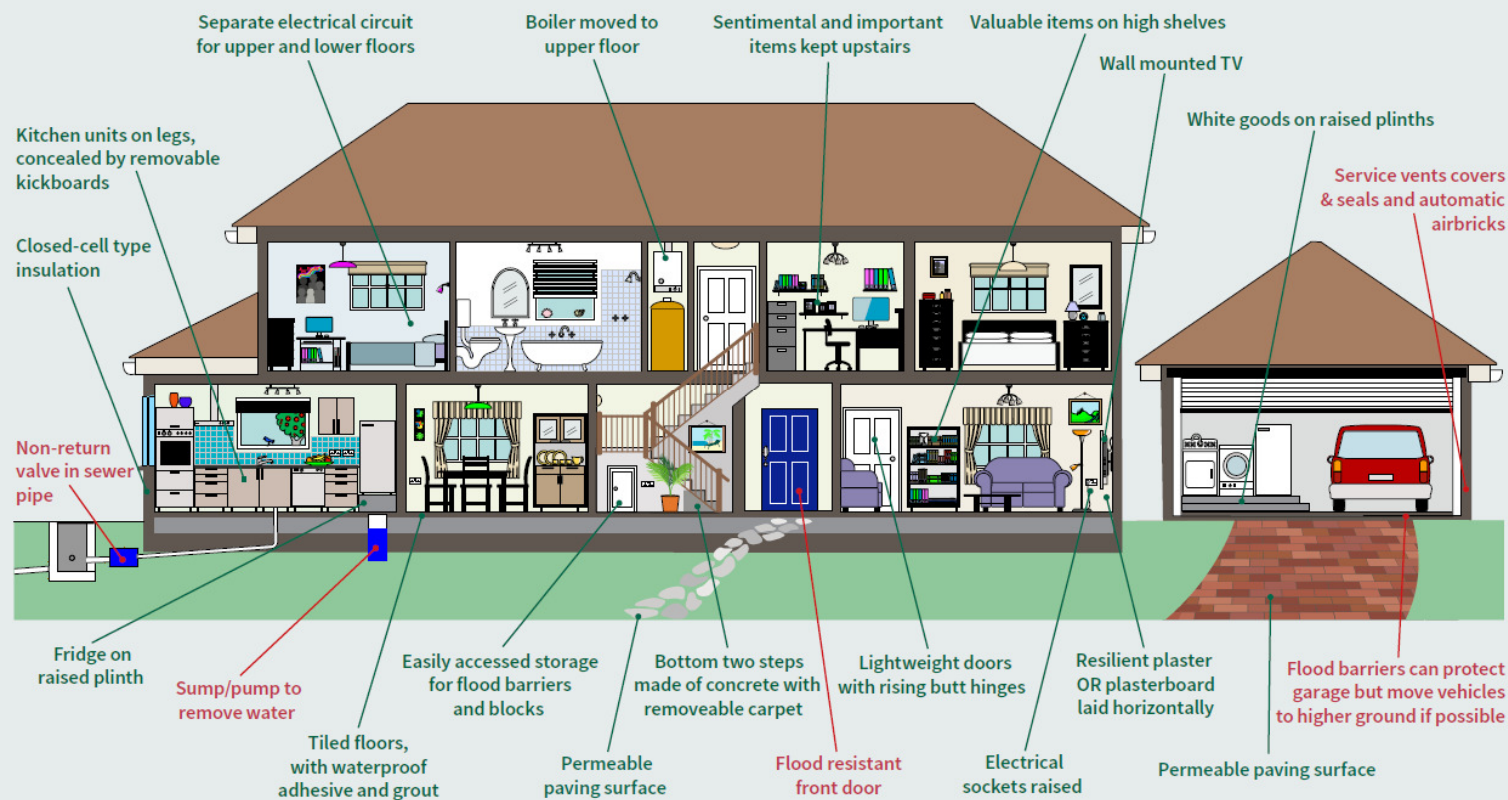 Separate electrical circuit
for upper and lower floors
Boiler moved to
upper floor
Sentimental and important
items kept upstairs
Valuable items on high shelves
Wall mounted TV
White goods on raised plinths
Kitchen units on legs,
concealed by removable
kickboards
Service vents covers
& seals and automatic
airbricks
Closed-cell type
insulation
Non-return
valve in sewer
pipe
Fridge on
raised plinth
Sump/pump to
remove water
Tiled floors,
with waterproof
adhesive and grout
Easily accessed storage
for flood barriers
and blocks
Permeable
paving surface
Bottom two steps
made of concrete with
removeable carpet
Flood resistant
front door
Lightweight doors
with rising butt hinges
Electrical
sockets raised
Resilient plaster
OR plasterboard
laid horizontally
Permeable paving surface
Flood barriers can protect
garage but move vehicles
to higher ground if possible